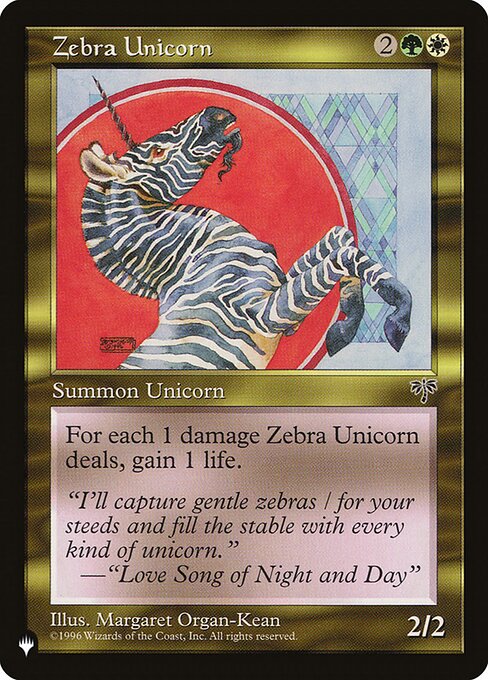 Zebra Unicorn 2
Summon Unicorn
For each 1 damage Zebra Unicorn
deals, gain 1 life.
“I'll capture gentle zebras / for your
steeds and fill the stable with every
kind of unicorn.”
—“Love Song of Night and Day”
Illus. Margaret Organ-Kean
©1996 Wizards of the Coast, Inc. All rights reserved.
2/2